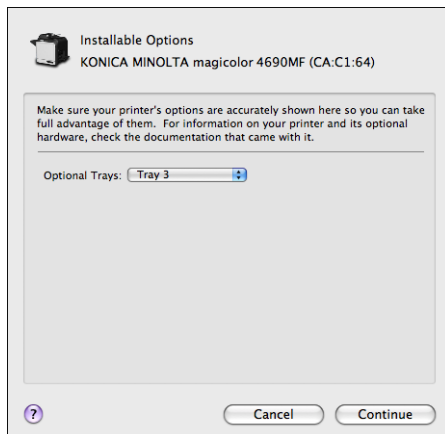 Installable Options
KONICA MINOLTA magicolor 4690MF (CA:C1:64)
Make sure your printer's options are accurately shown here so you can take
full advantage of them. For information on your printer and its optional
hardware, check the documentation that came with it.
Optional Trays: Tray 3
?
Cancel Continue